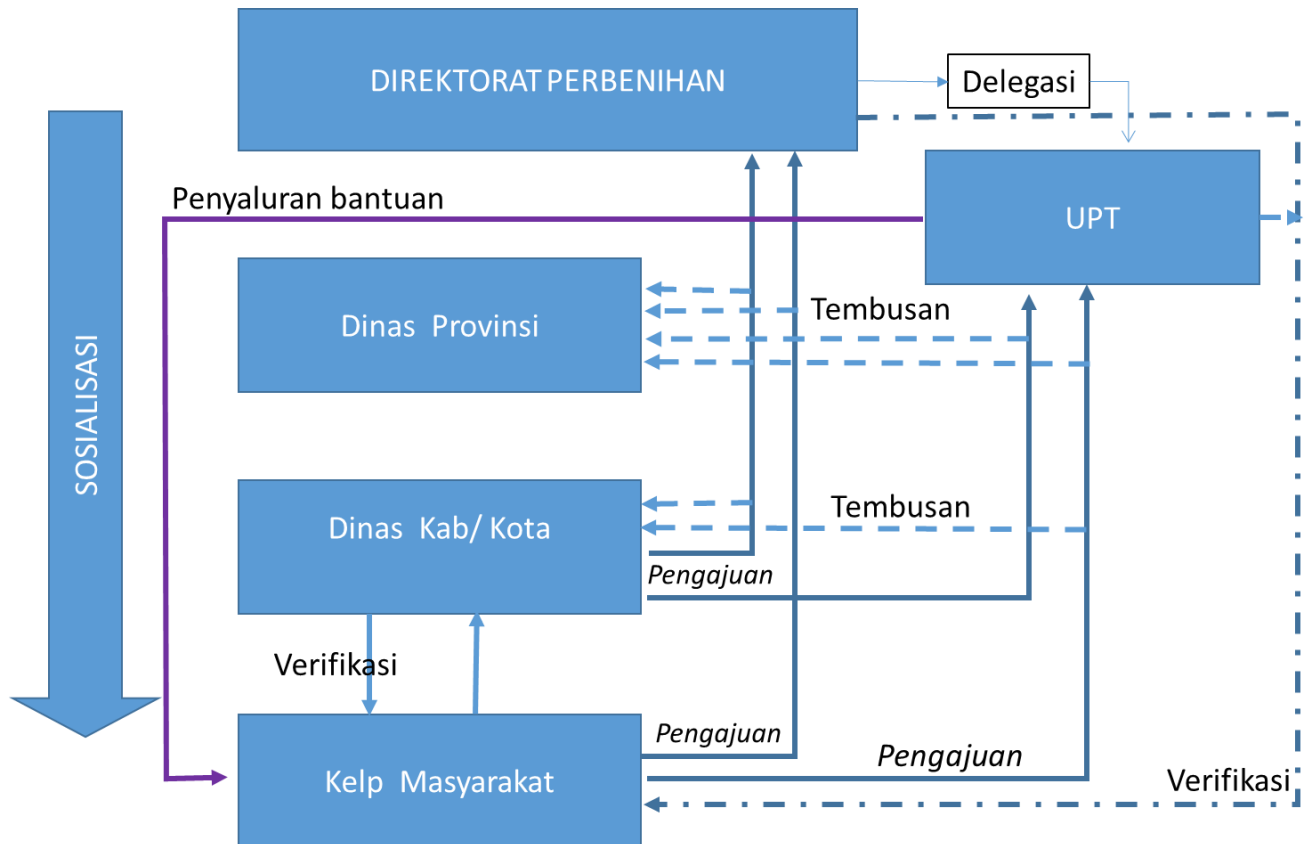 DIREKTORAT PERBENIHAN
Delegasi
Penyaluran bantuan
UPT
Dinas Provinsi
Tembusan
SOSIALISASI
Dinas Kab/ Kota
Tembusan
Pengajuan
Verifikasi
Pengajuan
Pengajuan
Kelp Masyarakat
Verifikasi